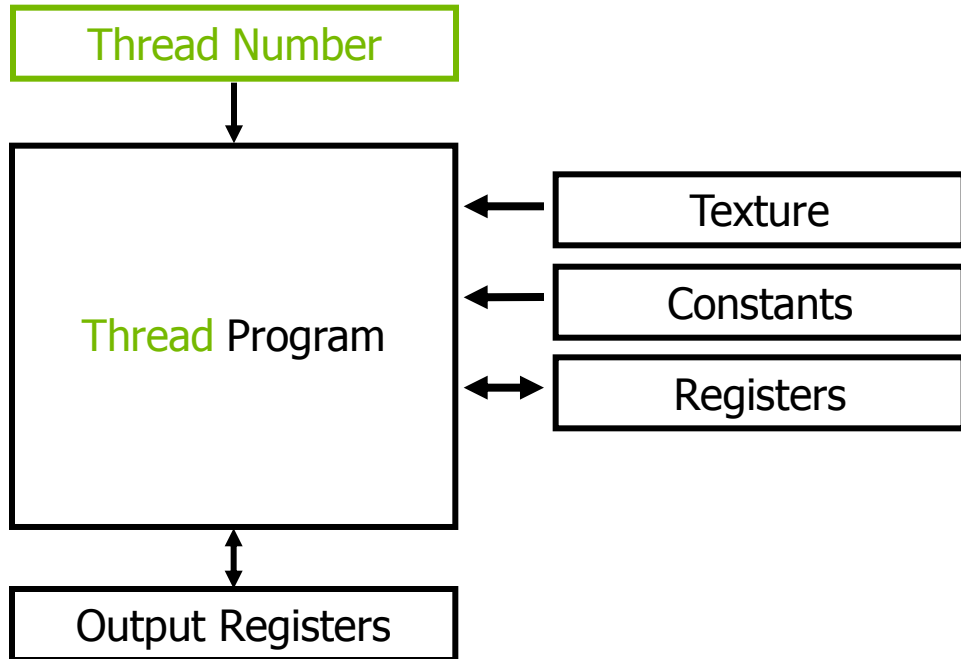 Thread Number
Texture
Constants
Thread Program
Registers
Output Registers